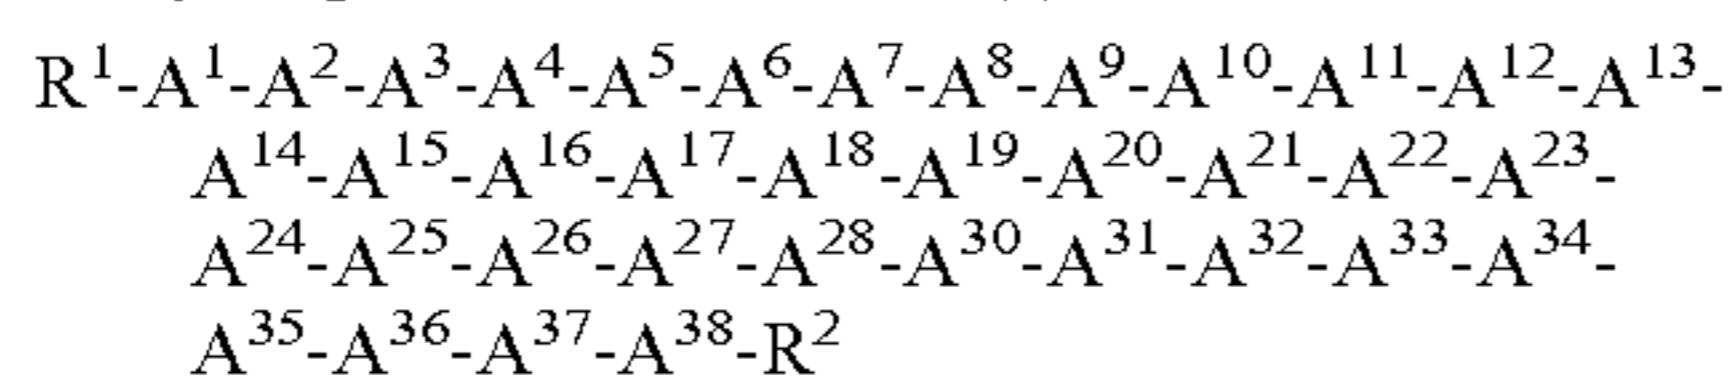 R¹-A¹-A²-A³-A⁴-A⁵-A⁶-A⁷-A⁸-A⁹-A¹⁰-A¹¹-A¹²-A¹³-
A¹⁴-A¹⁵-A¹⁶-A¹⁷-A¹⁸-A¹⁹-A²⁰-A²¹-A²²-A²³-
A²⁴-A²⁵-A²⁶-A²⁷-A²⁸-A³⁰-A³¹-A³²-A³³-A³⁴-
A³⁵-A³⁶-A³⁷-A³⁸-R²